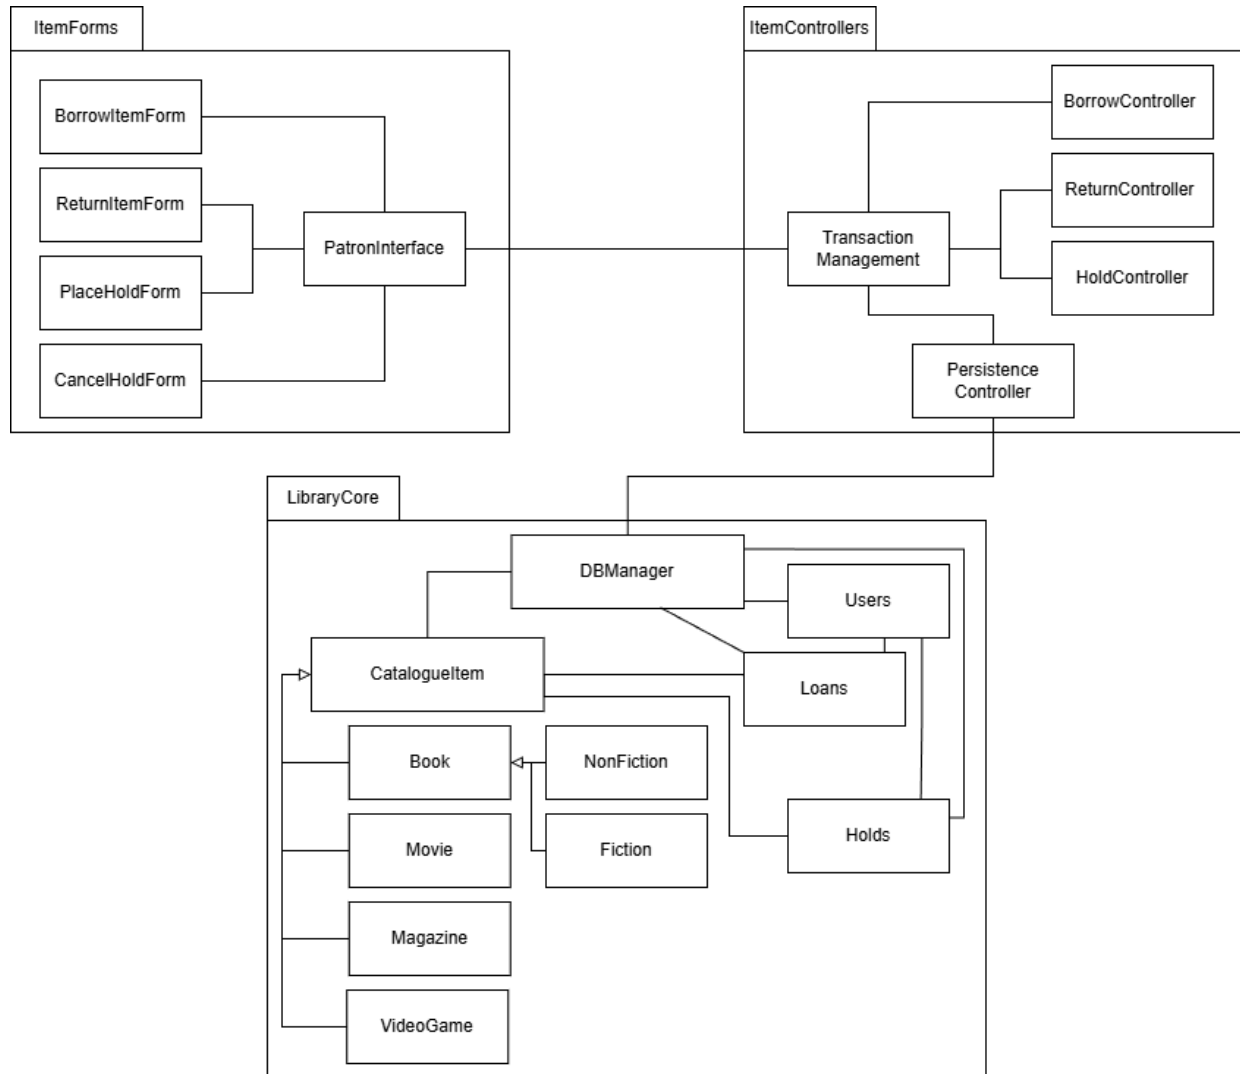 ItemForms
BorrowItemForm
ReturnItemForm
PlaceHoldForm
CancelHoldForm
PatronInterface
ItemControllers
BorrowController
ReturnController
HoldController
Transaction
Management
Persistence
Controller
LibraryCore
DBManager
Users
CatalogueItem
Loans
Book
NonFiction
Movie
Fiction
Holds
Magazine
VideoGame